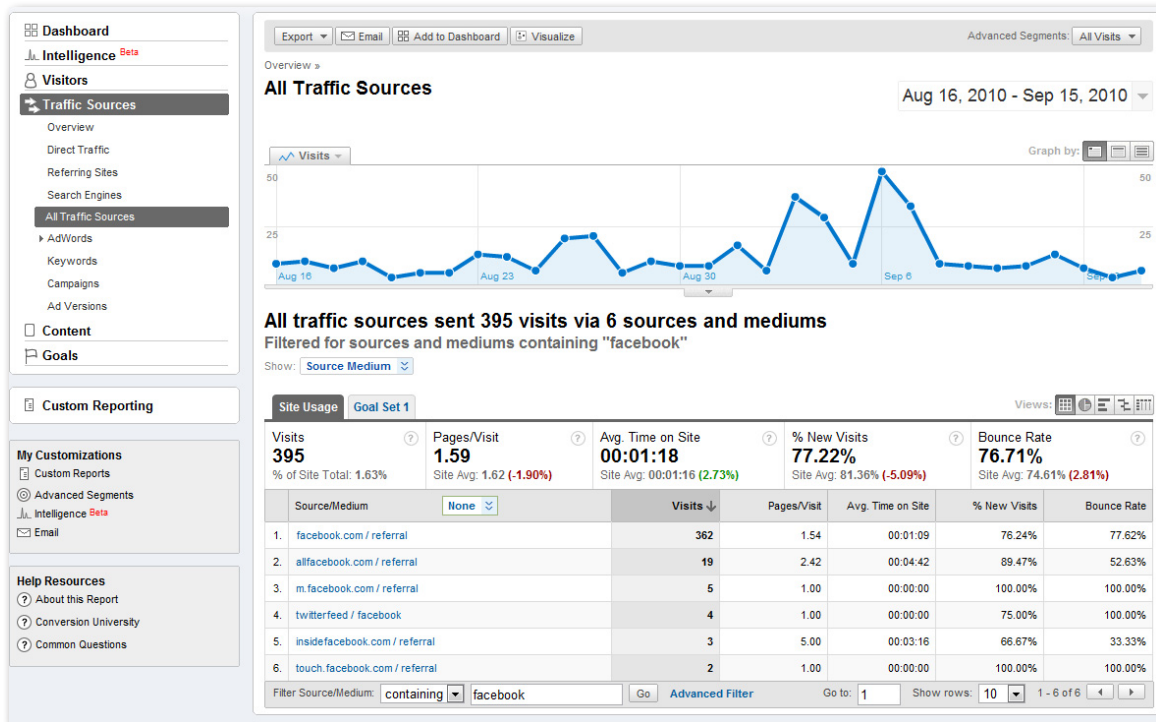 Dashboard
Intelligence Beta
Visitors
Traffic Sources
Overview
Direct Traffic
Referring Sites
Search Engines
All Traffic Sources
AdWords
Keywords
Campaigns
Ad Versions
Content
Goals
Custom Reporting
My Customizations
Custom Reports
Advanced Segments
Intelligence Beta
Email
Help Resources
About this Report
Conversion University
Common Questions
Export Email Add to Dashboard Visualize Advanced Segments: All Visits
Overview »
All Traffic Sources
Aug 16, 2010 - Sep 15, 2010
Visits Graph by:
50 50
25 25
Aug 16 Aug 23 Aug 30 Sep 6
All traffic sources sent 395 visits via 6 sources and mediums
Filtered for sources and mediums containing "facebook"
Show: Source Medium
Site Usage Goal Set 1 Views:
Visits ? Pages/Visit ? Avg. Time on Site ? % New Visits ? Bounce Rate ?
395 1.59 00:01:18 77.22% 76.71%
% of Site Total: 1.63% Site Avg: 1.62 (-1.90%) Site Avg: 00:01:16 (2.73%) Site Avg: 81.36% (-5.09%) Site Avg: 74.61% (2.81%)
Source/Medium None Visits Pages/Visit Avg. Time on Site % New Visits Bounce Rate
1. facebook.com / referral 362 1.54 00:01:09 76.24% 77.62%
2. allfacebook.com / referral 19 2.42 00:04:42 89.47% 52.63%
3. m.facebook.com / referral 5 1.00 00:00:00 100.00% 100.00%
4. twitterfeed / facebook 4 1.00 00:00:00 75.00% 100.00%
5. insidefacebook.com / referral 3 5.00 00:03:16 66.67% 33.33%
6. touch.facebook.com / referral 2 1.00 00:00:00 100.00% 100.00%
Filter Source/Medium: containing facebook Go Advanced Filter Go to: 1 Show rows: 10 1 - 6 of 6